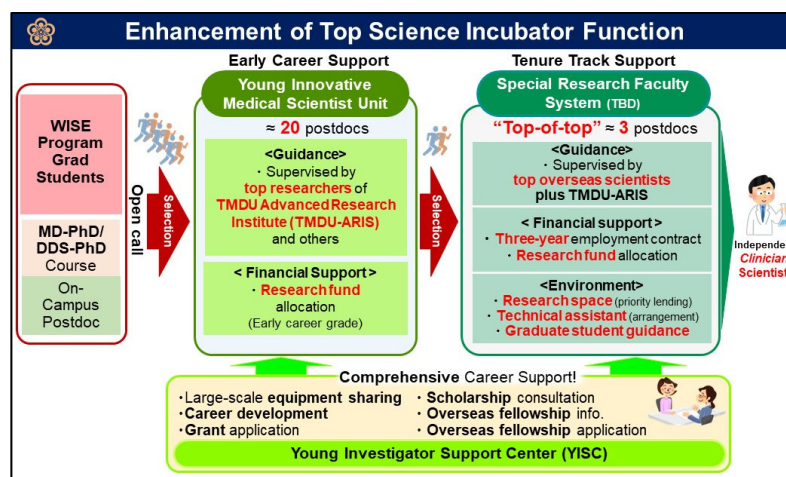 Enhancement of Top Science Incubator Function
Early Career Support
Young Innovative
Medical Scientist Unit
≈ 20 postdocs
<Guidance>
・Supervised by
top researchers of
TMDU Advanced Research
Institute (TMDU-ARIS)
and others
< Financial Support>
・Research fund
allocation
(Early career grade)
Tenure Track Support
Special Research Faculty
System (TBD)
“Top-of-top” ≈ 3 postdocs
<Guidance>
・Supervised by
top overseas scientists
plus TMDU-ARIS
<Financial support>
・Three-year employment contract
・Research fund allocation
<Environment>
・Research space (priority lending)
・Technical assistant (arrangement)
・Graduate student guidance
WISE
Program
Grad
Students
MD-PhD/
DDS-PhD
Course
On-
Campus
Postdoc
Open call
Selection
Selection
Independent
Clinician
Scientist
Comprehensive Career Support!
・Large-scale equipment sharing
・Career development
・Grant application
・Scholarship consultation
・Overseas fellowship info.
・Overseas fellowship application
Young Investigator Support Center (YISC)